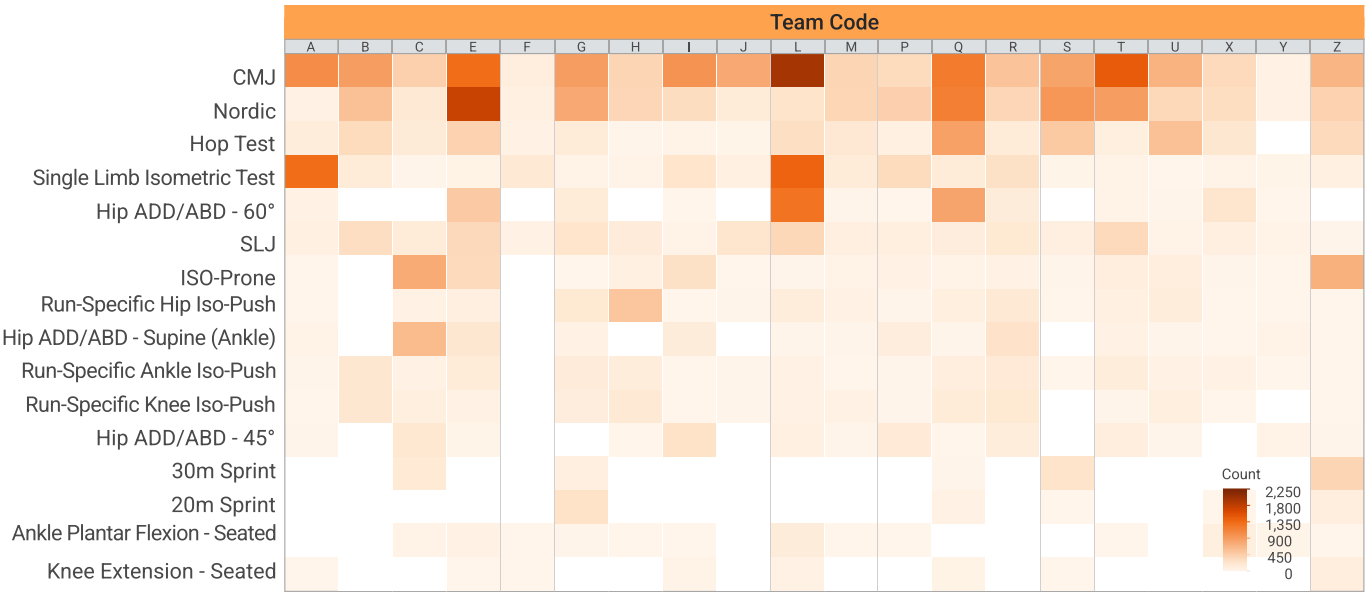 Team Code
A B C E F G H I J L M P Q R S T U X Y Z
CMJ
Nordic
Hop Test
Single Limb Isometric Test
Hip ADD/ABD - 60°
SLJ
ISO-Prone
Run-Specific Hip Iso-Push
Hip ADD/ABD - Supine (Ankle)
Run-Specific Ankle Iso-Push
Run-Specific Knee Iso-Push
Hip ADD/ABD - 45°
30m Sprint
20m Sprint
Ankle Plantar Flexion - Seated
Knee Extension - Seated
Count
2,250
1,800
1,350
900
450
0